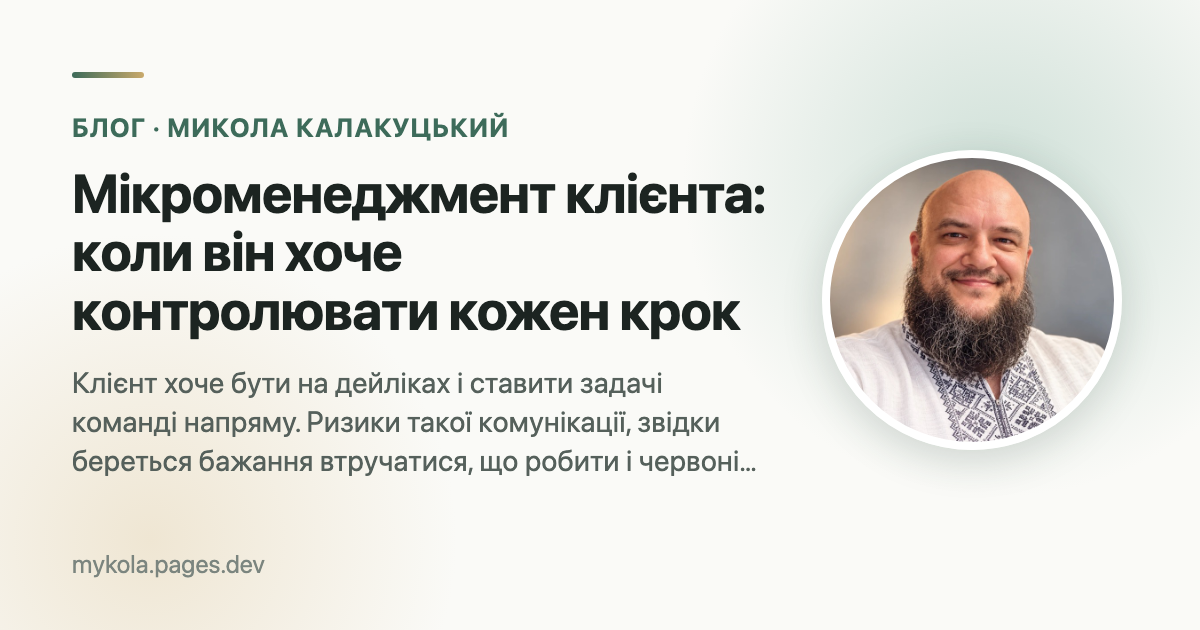 БЛОГ · МИКОЛА КАЛАКУЦЬКИЙ
Мікроменеджмент клієнта:
коли він хоче
контролювати кожен крок
Клієнт хоче бути на дейліках і ставити задачі
команді напряму. Ризики такої комунікації, звідки
береться бажання втручатися, що робити і червоні…
mykola.pages.dev